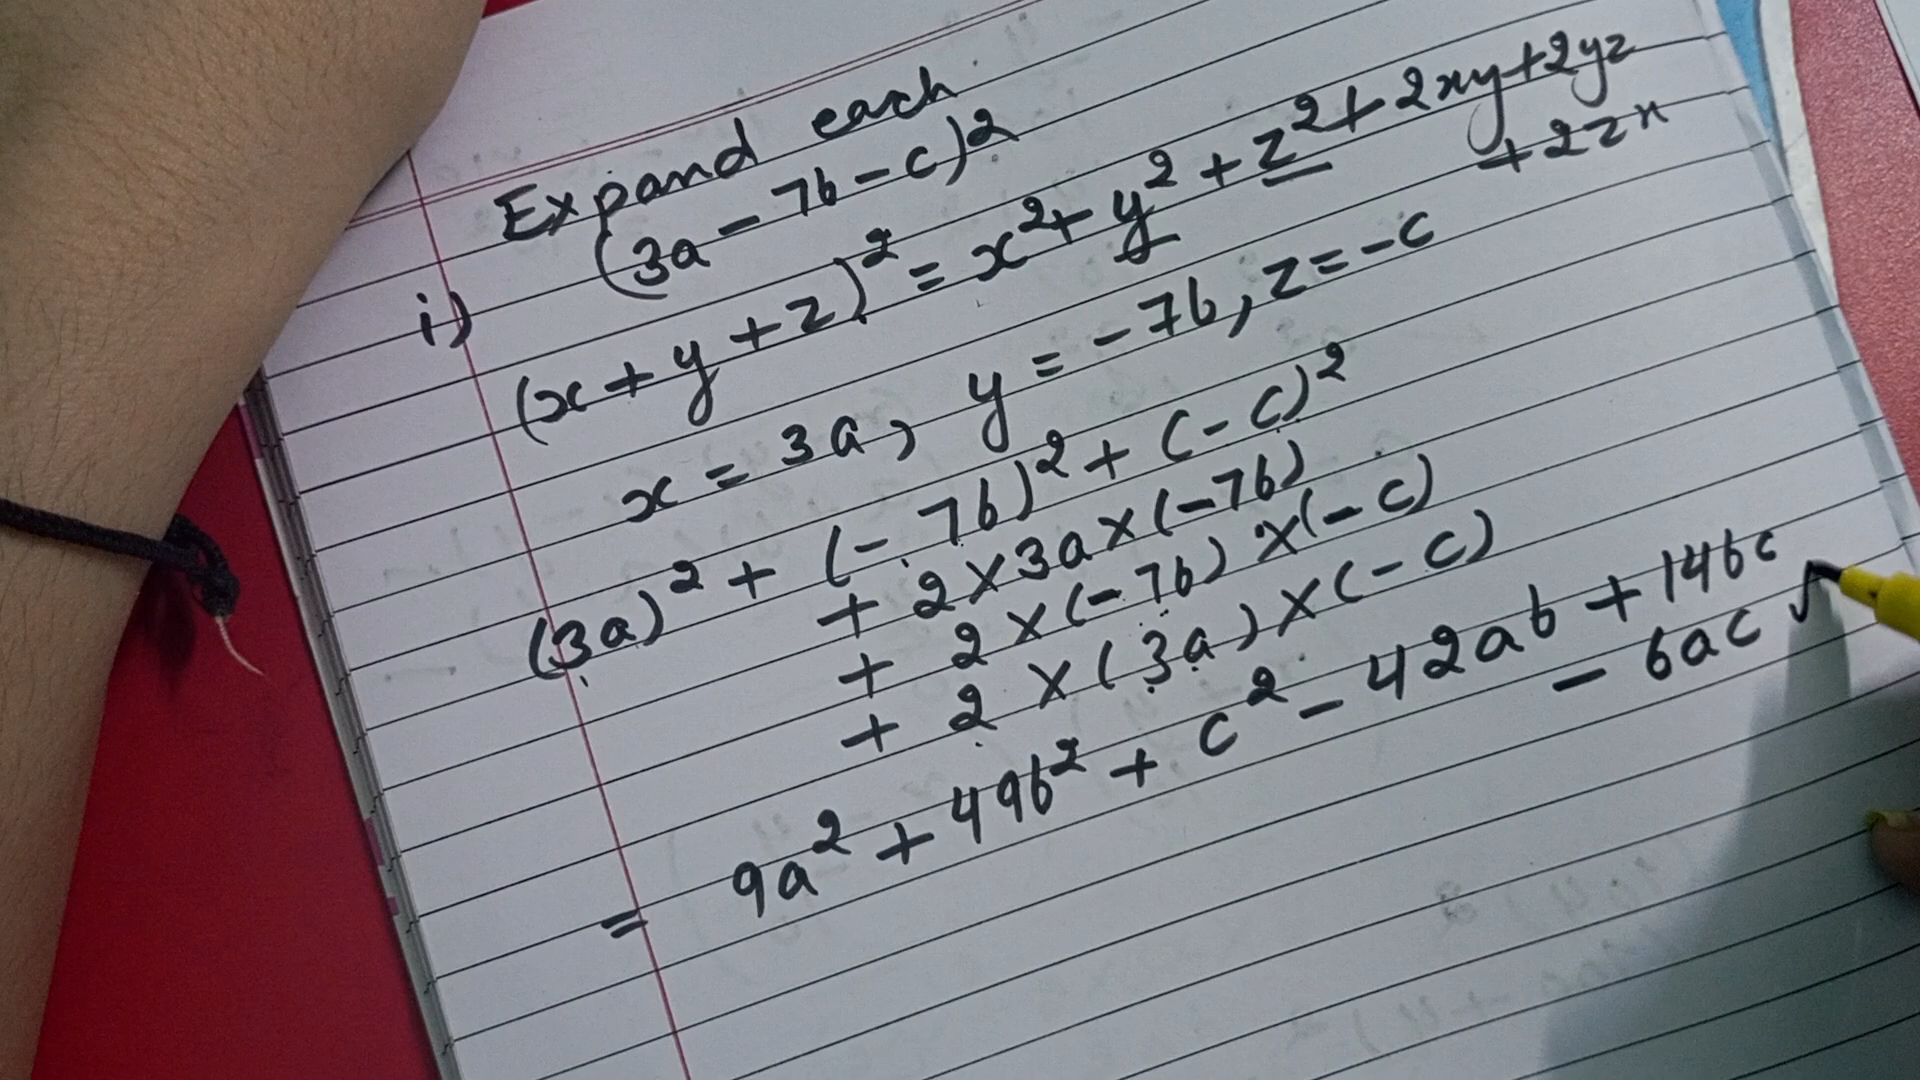 Expand each
i) (3a - 7b - c)²
(x + y + z)² = x² + y² + z² + 2xy + 2yz
+ 2zx
x = 3a, y = -7b, z = -c
(3a)² + (-7b)² + (-c)²
+ 2 × 3a × (-7b)
+ 2 × (-7b) × (-c)
+ 2 × (3a) × (-c)
= 9a² + 49b² + c² - 42ab + 14bc
- 6ac